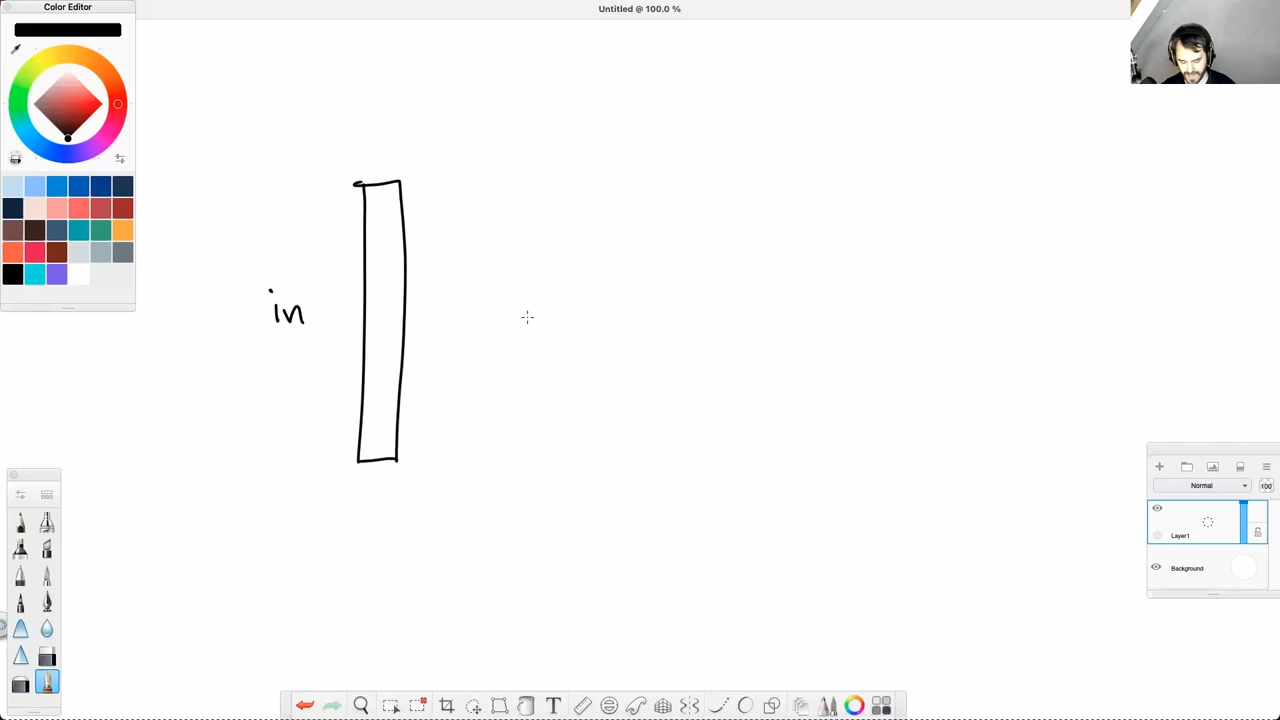 Color Editor
Untitled @ 100.0 %
in
Normal
100
Layer1
Background
T